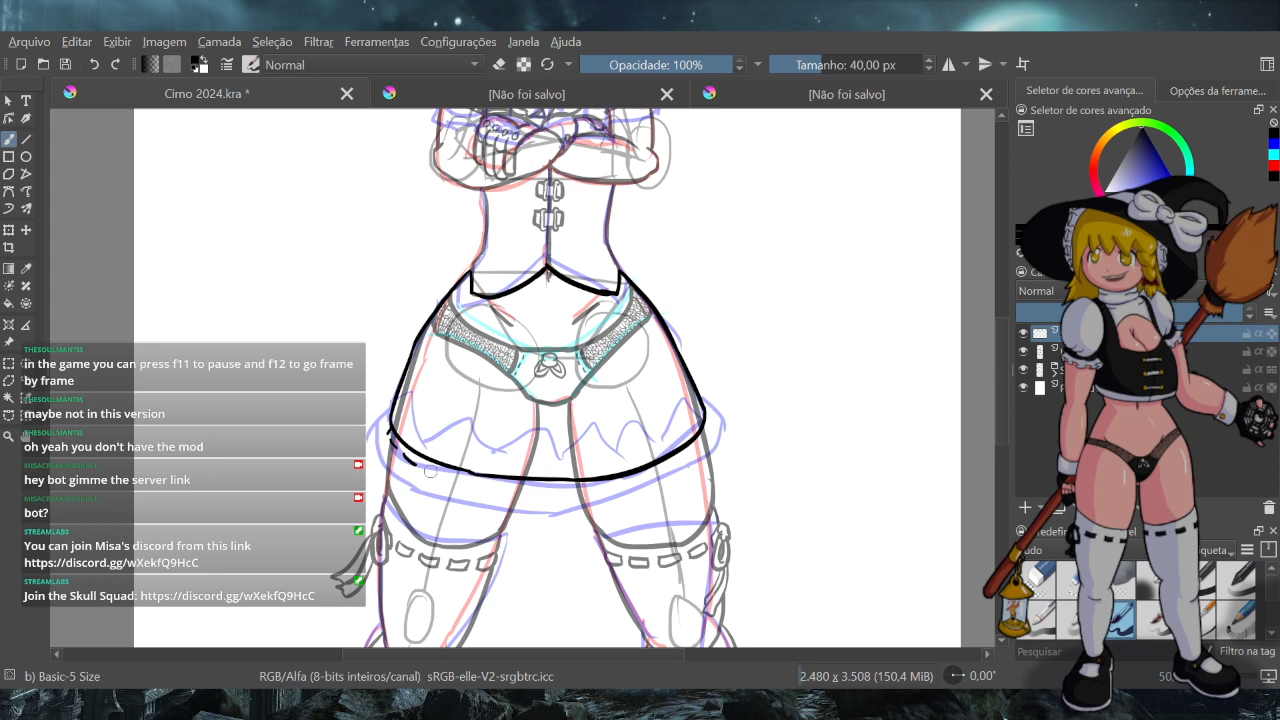 Arquivo Editar Exibir Imagem Camada Seleção Filtrar Ferramentas Configurações Janela Ajuda
Normal Opacidade: 100% Tamanho: 40,00 px
Cirno 2024.kra * [Não foi salvo] [Não foi salvo] Seletor de cores avança... Opções da ferrame...
Seletor de cores avançado
Normal
THESOULMANTIS
in the game you can press f11 to pause and f12 to go frame
by frame
THESOULMANTIS
maybe not in this version
THESOULMANTIS
oh yeah you don't have the mod
hey bot gimme the server link
bot?
STREAMLABS
You can join Misa's discord from this link
https://discord.gg/wXekfQ9HcC
STREAMLABS
Join the Skull Squad: https://discord.gg/wXekfQ9HcC
Pesquisar Filtro na tag
b) Basic-5 Size RGB/Alfa (8-bits inteiros/canal) sRGB-elle-V2-srgbtrc.icc 2.480 x 3.508 (150,4 MiB) 0,00° 50,